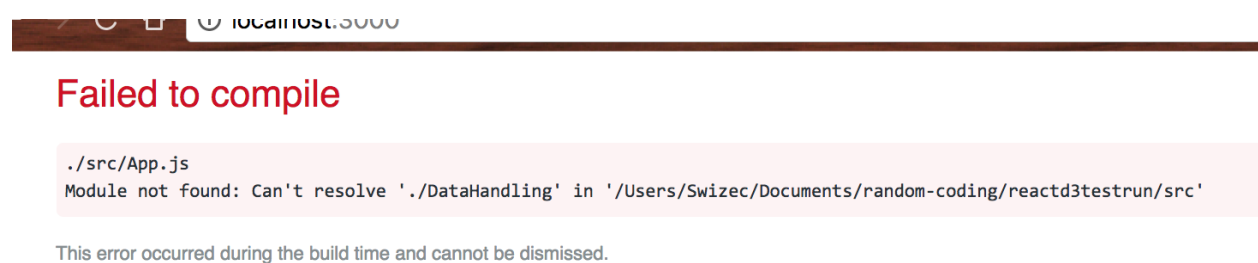 localhost:3000
Failed to compile
./src/App.js
Module not found: Can't resolve './DataHandling' in '/Users/Swizec/Documents/random-coding/reactd3testrun/src'
This error occurred during the build time and cannot be dismissed.